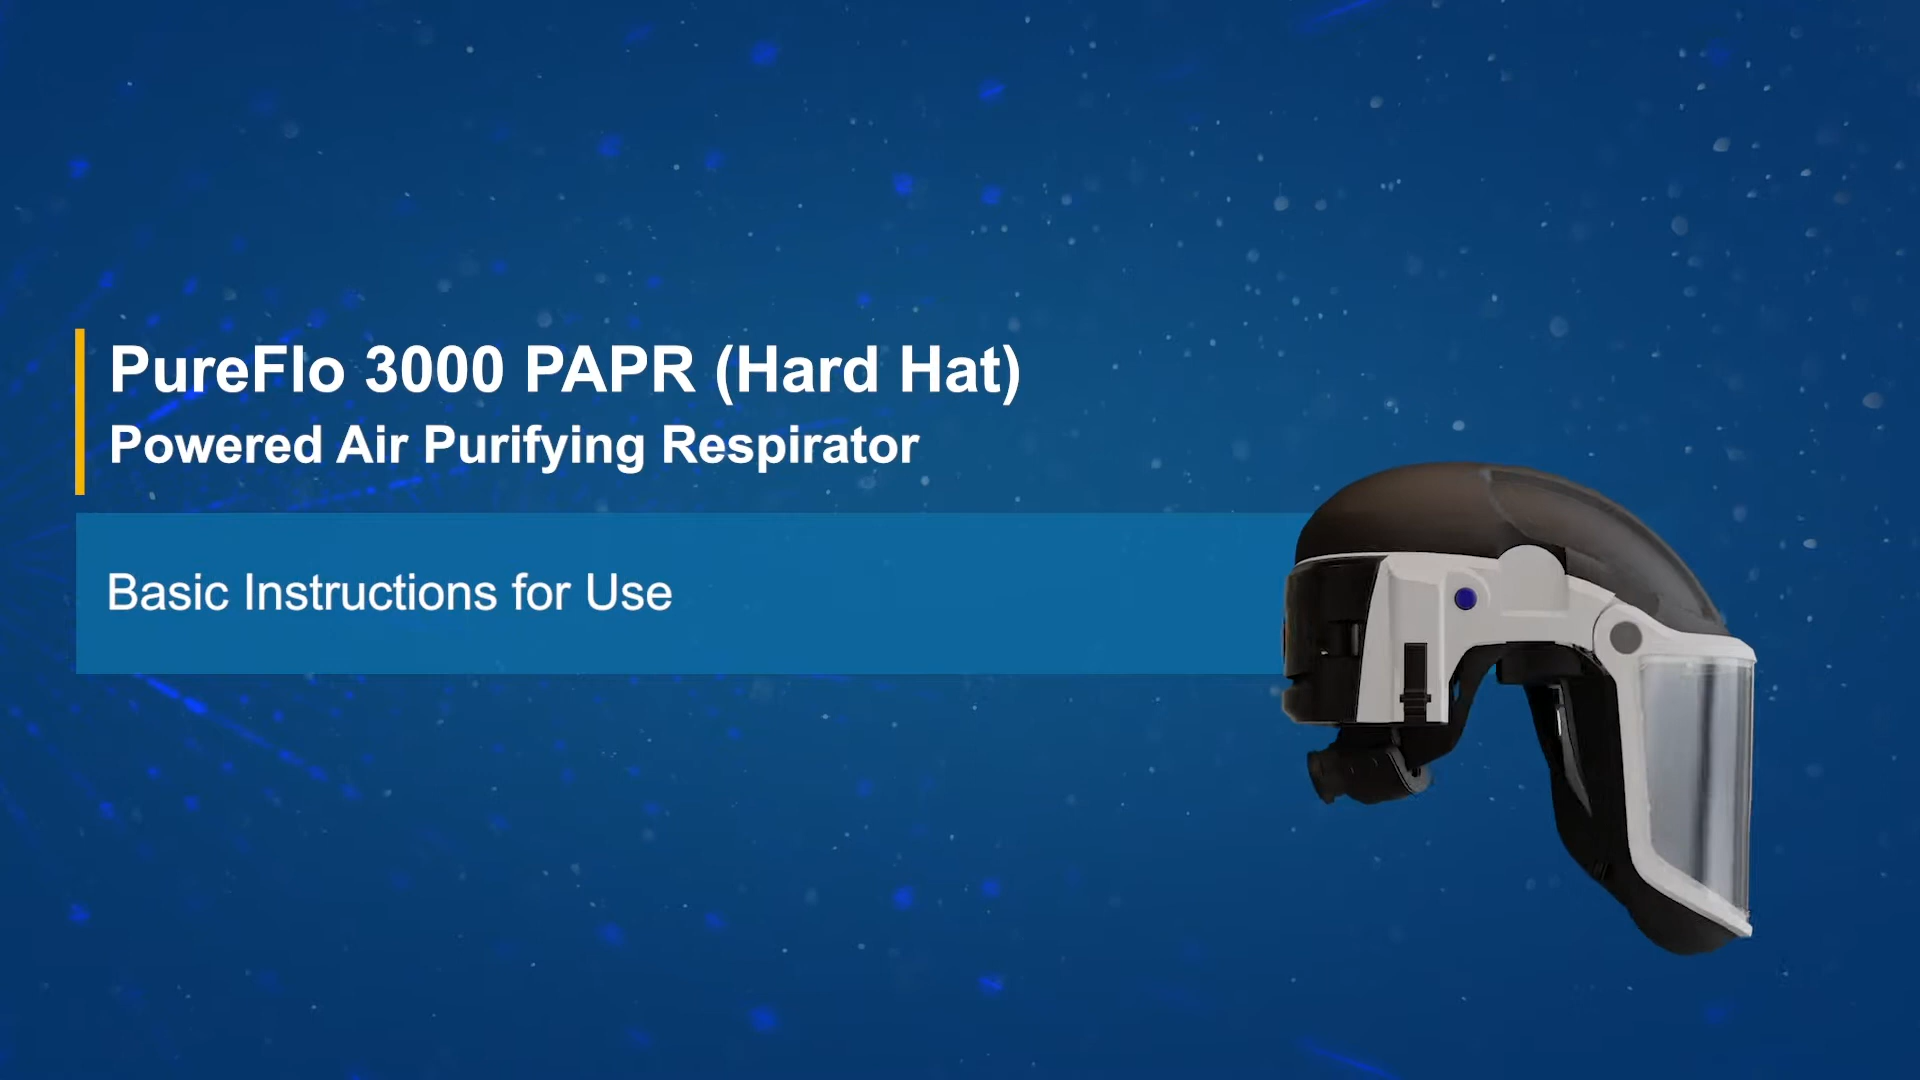 PureFlo 3000 PAPR (Hard Hat)
Powered Air Purifying Respirator
Basic Instructions for Use